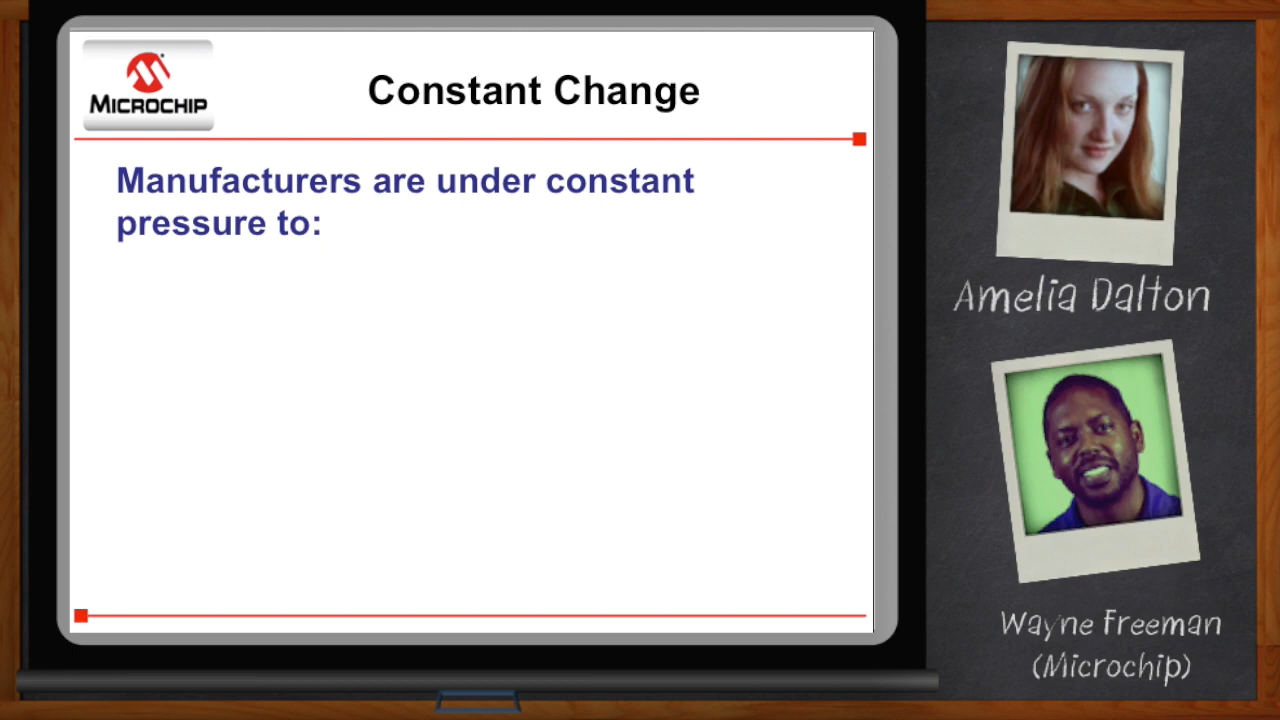 MICROCHIP
Constant Change
Manufacturers are under constant
pressure to:
Amelia Dalton
Wayne Freeman
(Microchip)